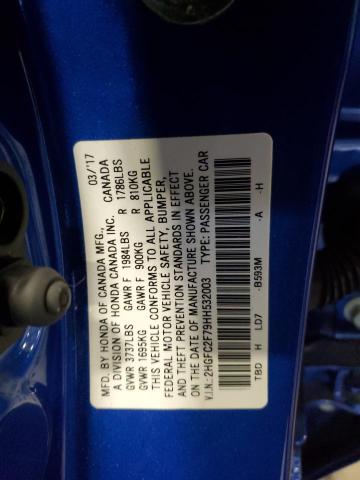 MFD. BY HONDA OF CANADA MFG., 03/'17
A DIVISION OF HONDA CANADA INC. CANADA
GVWR 3737LBS GAWR F 1984LBS R 1786LBS
GVWR 1695KG GAWR F 900KG R 810KG
THIS VEHICLE CONFORMS TO ALL APPLICABLE
FEDERAL MOTOR VEHICLE SAFETY, BUMPER,
AND THEFT PREVENTION STANDARDS IN EFFECT
ON THE DATE OF MANUFACTURE SHOWN ABOVE.
V.I.N.: 2HGFC2F79HH532003 TYPE: PASSENGER CAR
TBD H LD7 -B593M -A -H